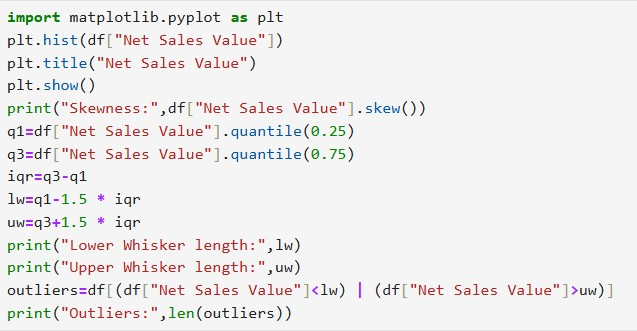 import matplotlib.pyplot as plt
plt.hist(df["Net Sales Value"])
plt.title("Net Sales Value")
plt.show()
print("Skewness:",df["Net Sales Value"].skew())
q1=df["Net Sales Value"].quantile(0.25)
q3=df["Net Sales Value"].quantile(0.75)
iqr=q3-q1
lw=q1-1.5 * iqr
uw=q3+1.5 * iqr
print("Lower Whisker length:",lw)
print("Upper Whisker length:",uw)
outliers=df[(df["Net Sales Value"]<lw) | (df["Net Sales Value"]>uw)]
print("Outliers:",len(outliers))